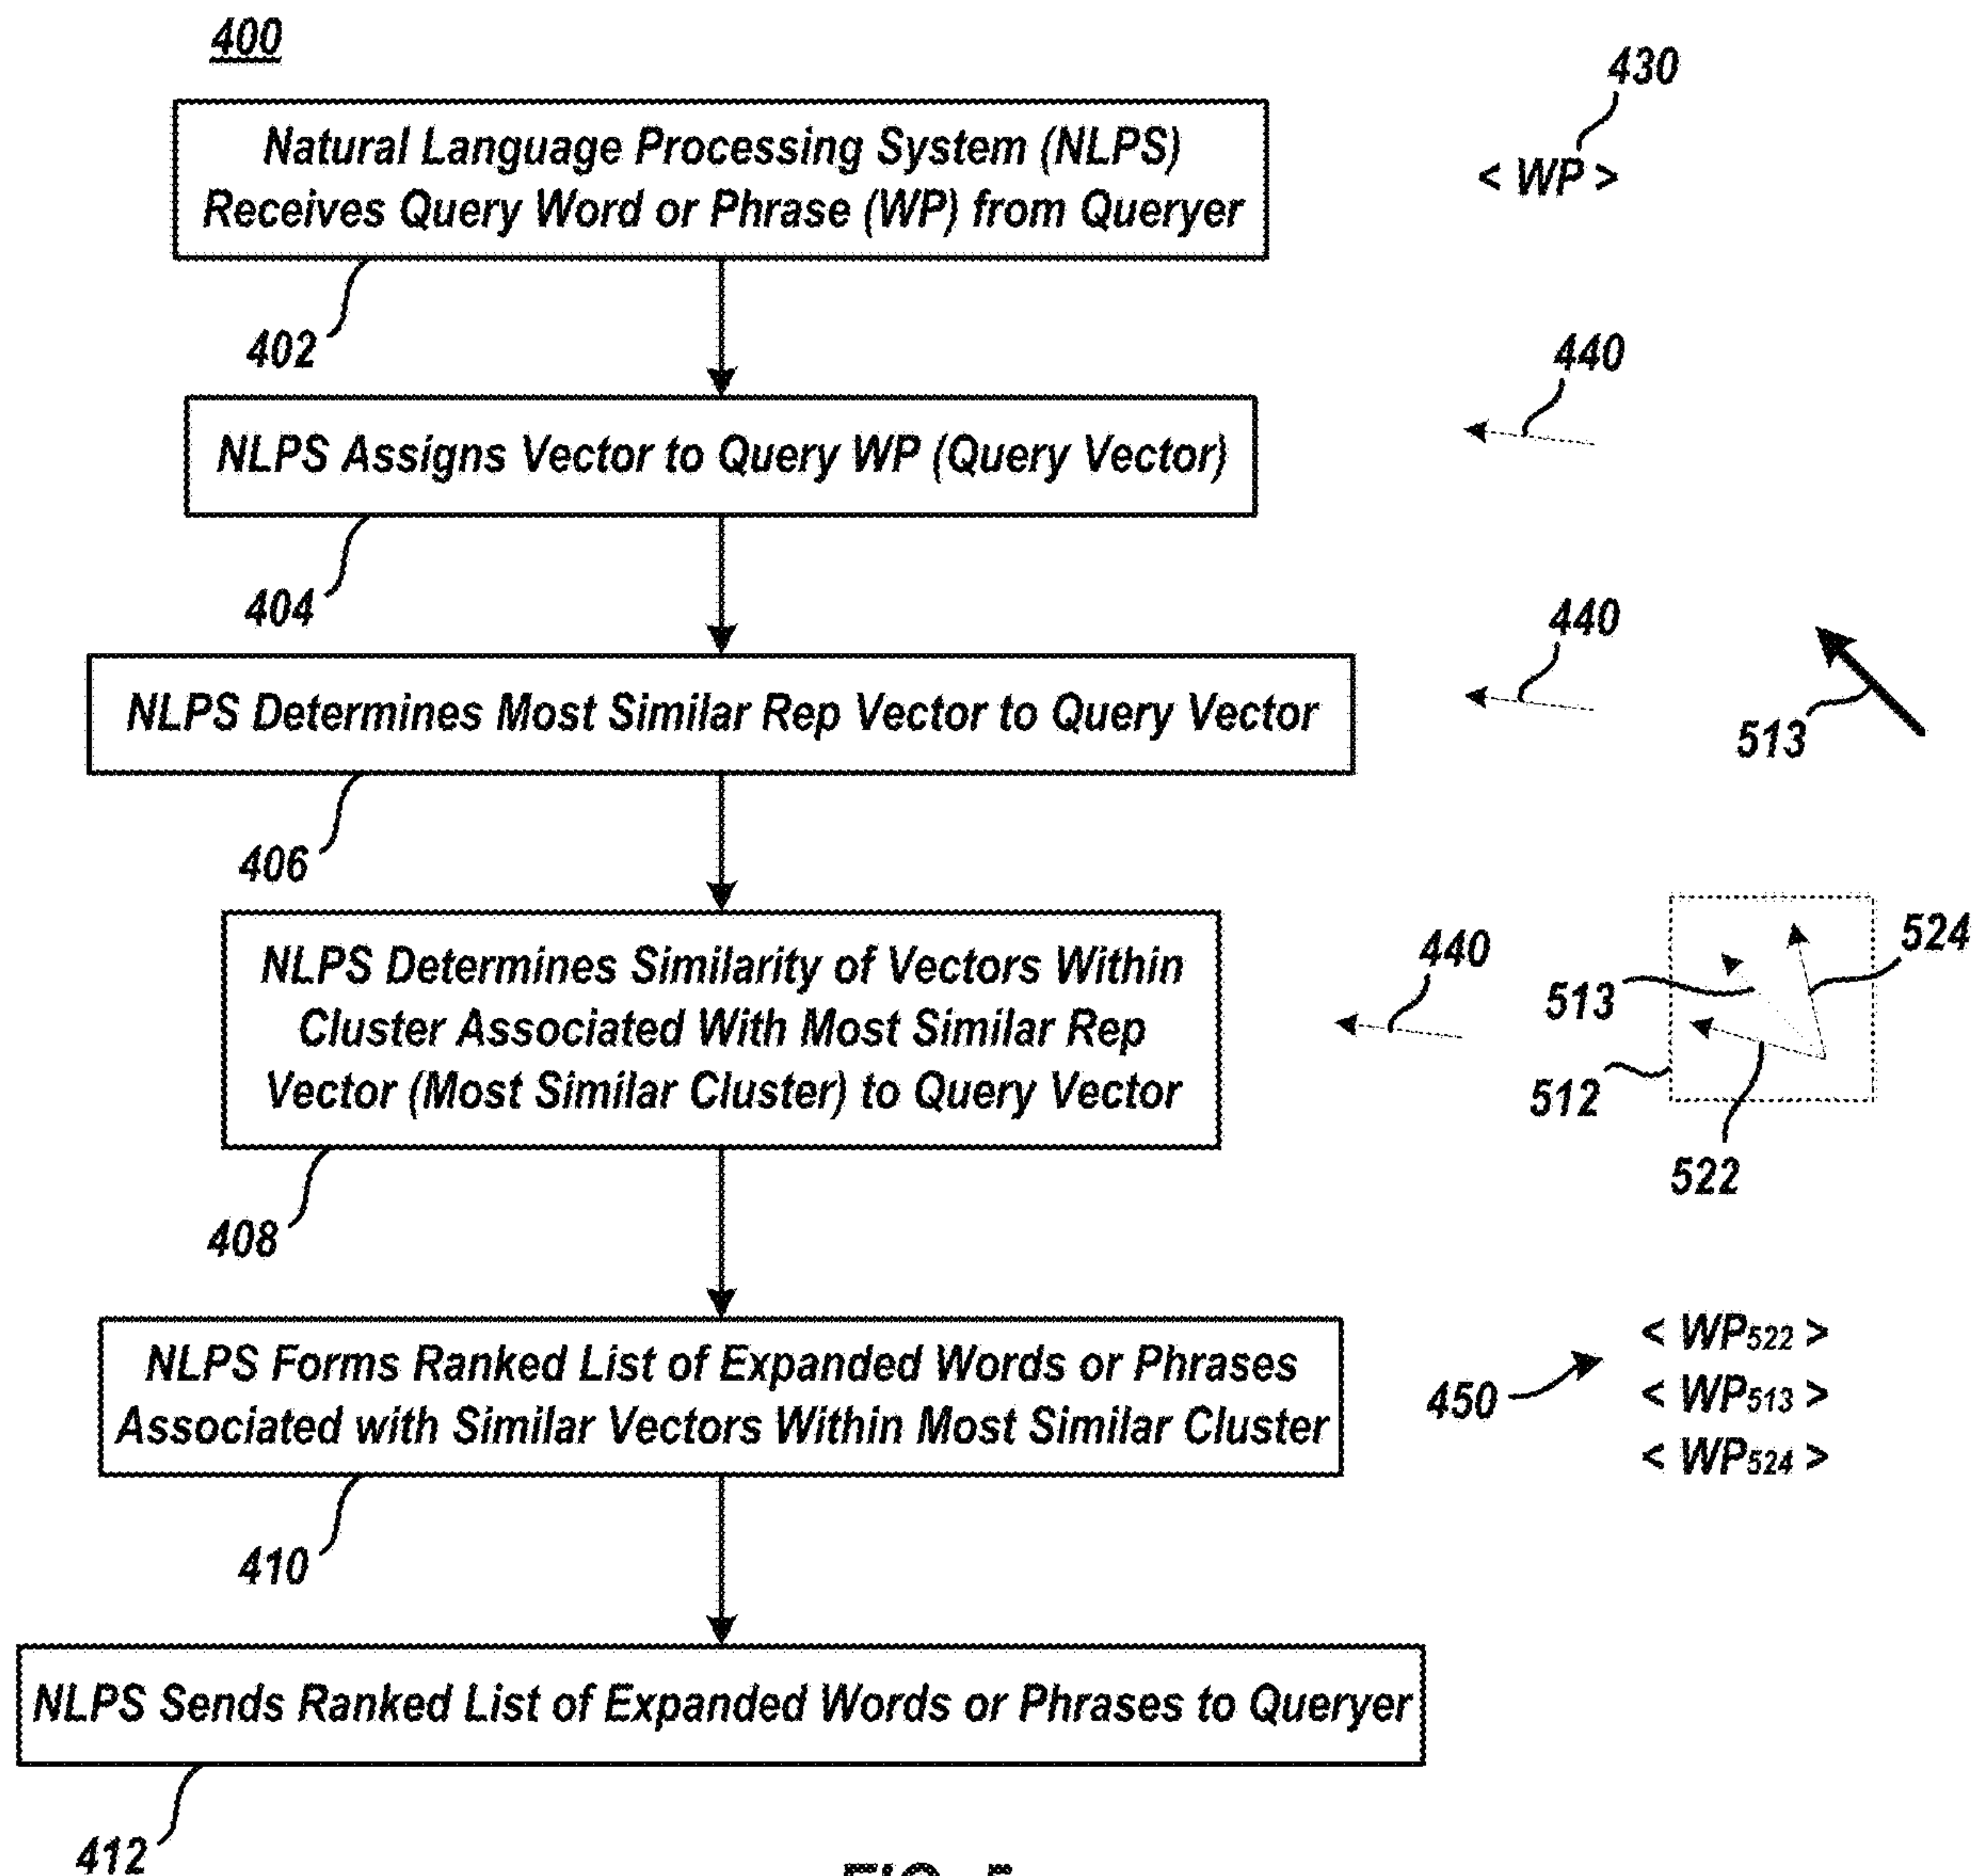 400
430
Natural Language Processing System (NLPS)
Receives Query Word or Phrase (WP) from Queryer
< WP >
402
440
NLPS Assigns Vector to Query WP (Query Vector)
404
440
NLPS Determines Most Similar Rep Vector to Query Vector
513
406
NLPS Determines Similarity of Vectors Within
Cluster Associated With Most Similar Rep
Vector (Most Similar Cluster) to Query Vector
440
524
513
512
522
408
NLPS Forms Ranked List of Expanded Words or Phrases
Associated with Similar Vectors Within Most Similar Cluster
450
< WP522 >
< WP513 >
< WP524 >
410
NLPS Sends Ranked List of Expanded Words or Phrases to Queryer
412